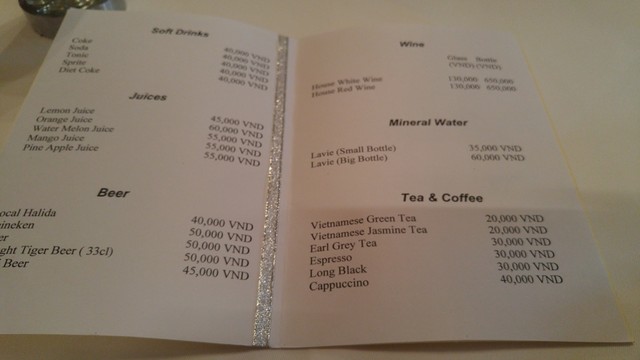 Soft Drinks
Coke 40,000 VND
Soda 40,000 VND
Tonic 40,000 VND
Sprite 40,000 VND
Diet Coke 40,000 VND
Juices
Lemon Juice 45,000 VND
Orange Juice 60,000 VND
Water Melon Juice 55,000 VND
Mango Juice 55,000 VND
Pine Apple Juice 55,000 VND
Beer
ocal Halida 40,000 VND
ineken 50,000 VND
er 50,000 VND
ght Tiger Beer ( 33cl) 50,000 VND
Beer 45,000 VND
Wine
Glass Bottle
(VND) (VND)
House White Wine 130,000 650,000
House Red Wine 130,000 650,000
Mineral Water
Lavie (Small Bottle) 35,000 VND
Lavie (Big Bottle) 60,000 VND
Tea & Coffee
Vietnamese Green Tea 20,000 VND
Vietnamese Jasmine Tea 20,000 VND
Earl Grey Tea 30,000 VND
Espresso 30,000 VND
Long Black 30,000 VND
Cappuccino 40,000 VND